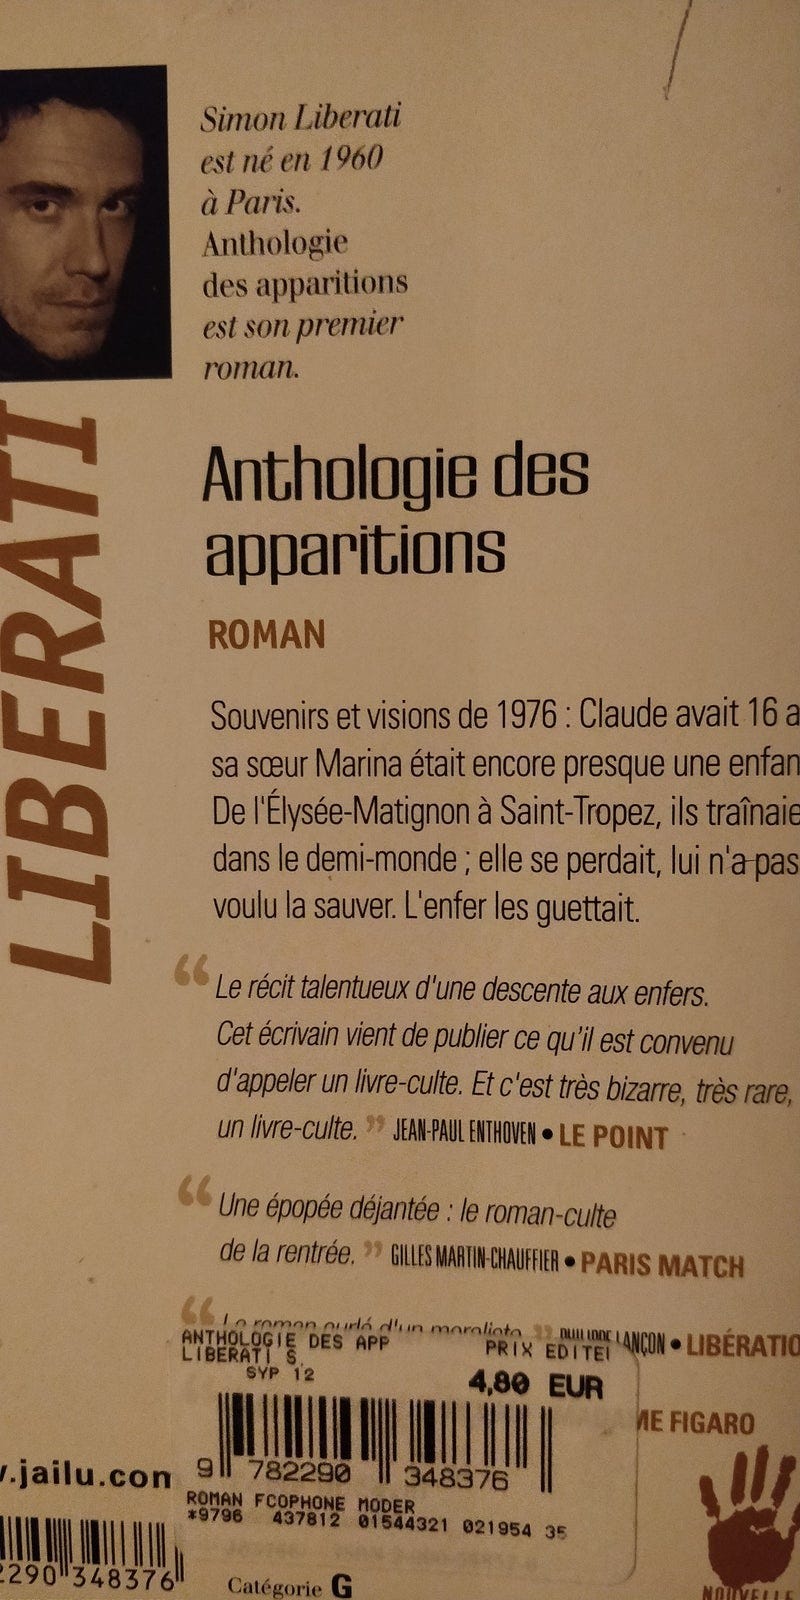 Simon Liberati
est né en 1960
à Paris.
Anthologie
des apparitions
est son premier
roman.
LIBERATI
Anthologie des
apparitions
ROMAN
Souvenirs et visions de 1976 : Claude avait 16 a
sa sœur Marina était encore presque une enfan
De l'Élysée-Matignon à Saint-Tropez, ils traînaie
dans le demi-monde ; elle se perdait, lui n'a pas
voulu la sauver. L'enfer les guettait.
“ Le récit talentueux d'une descente aux enfers.
Cet écrivain vient de publier ce qu'il est convenu
d'appeler un livre-culte. Et c'est très bizarre, très rare,
un livre-culte. ” JEAN-PAUL ENTHOVEN • LE POINT
“ Une épopée déjantée : le roman-culte
de la rentrée. ” GILLES MARTIN-CHAUFFIER • PARIS MATCH
“ d'un moraliste ” LANÇON • LIBÉRATIO
ANTHOLOGIE DES APP PRIX EDITE
LIBERATI S
SYP 12
4,80 EUR
ME FIGARO
9 782290 348376
ROMAN FCOPHONE MODER
*9796 437812 01544321 021954 35
.jailu.con
2290 348376
Catégorie G
NOUVELLE